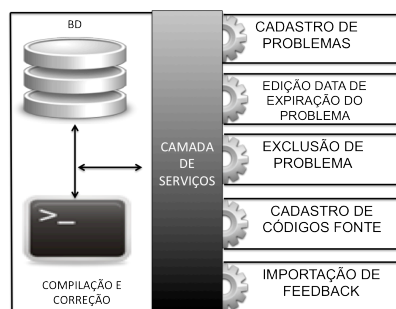 BD
CADASTRO DE
PROBLEMAS
EDIÇÃO DATA DE
EXPIRAÇÃO DO
PROBLEMA
CAMADA
DE
SERVIÇOS
EXCLUSÃO DE
PROBLEMA
>_
CADASTRO DE
CÓDIGOS FONTE
COMPILAÇÃO E
CORREÇÃO
IMPORTAÇÃO DE
FEEDBACK